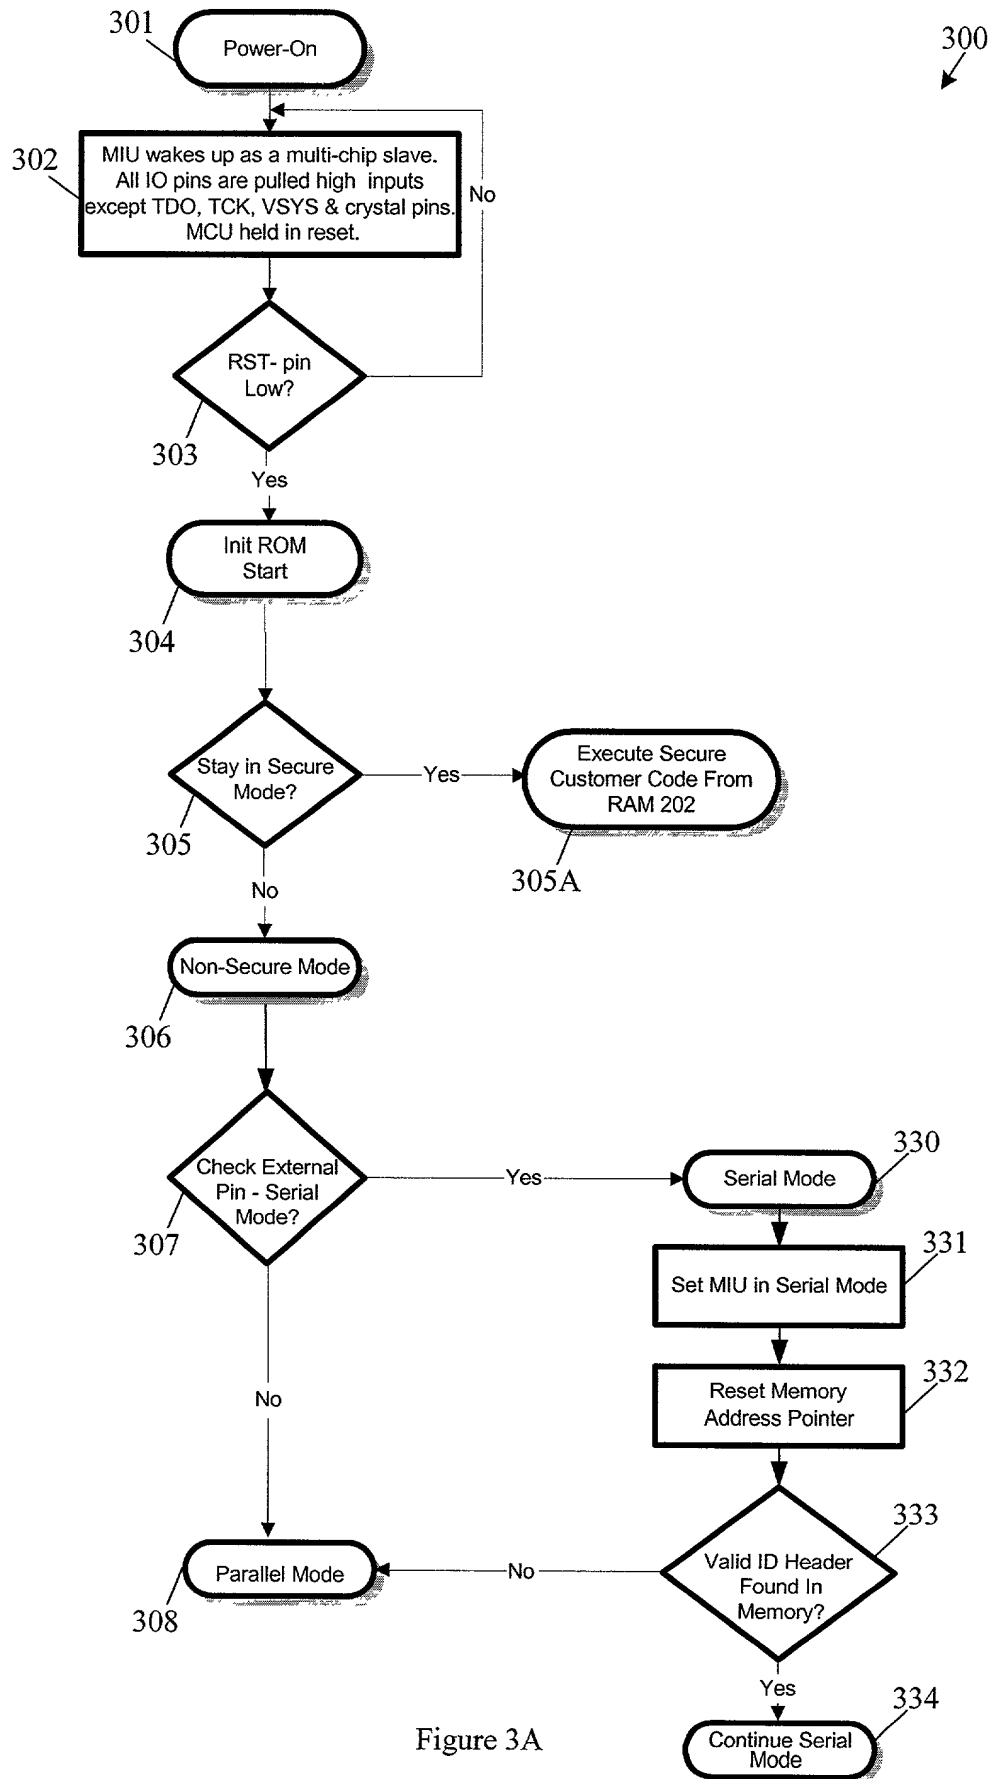 301
Power-On
300
302
MIU wakes up as a multi-chip slave.
All IO pins are pulled high inputs
except TDO, TCK, VSYS & crystal pins.
MCU held in reset.
No
RST- pin
Low?
303
Yes
Init ROM
Start
304
Stay in Secure
Mode?
305
Yes
Execute Secure
Customer Code From
RAM 202
305A
No
Non-Secure Mode
306
Check External
Pin - Serial
Mode?
307
Yes
Serial Mode
330
Set MIU in Serial Mode
331
Reset Memory
Address Pointer
332
No
Valid ID Header
Found In
Memory?
333
No
Parallel Mode
308
Yes
Continue Serial
Mode
334
Figure 3A